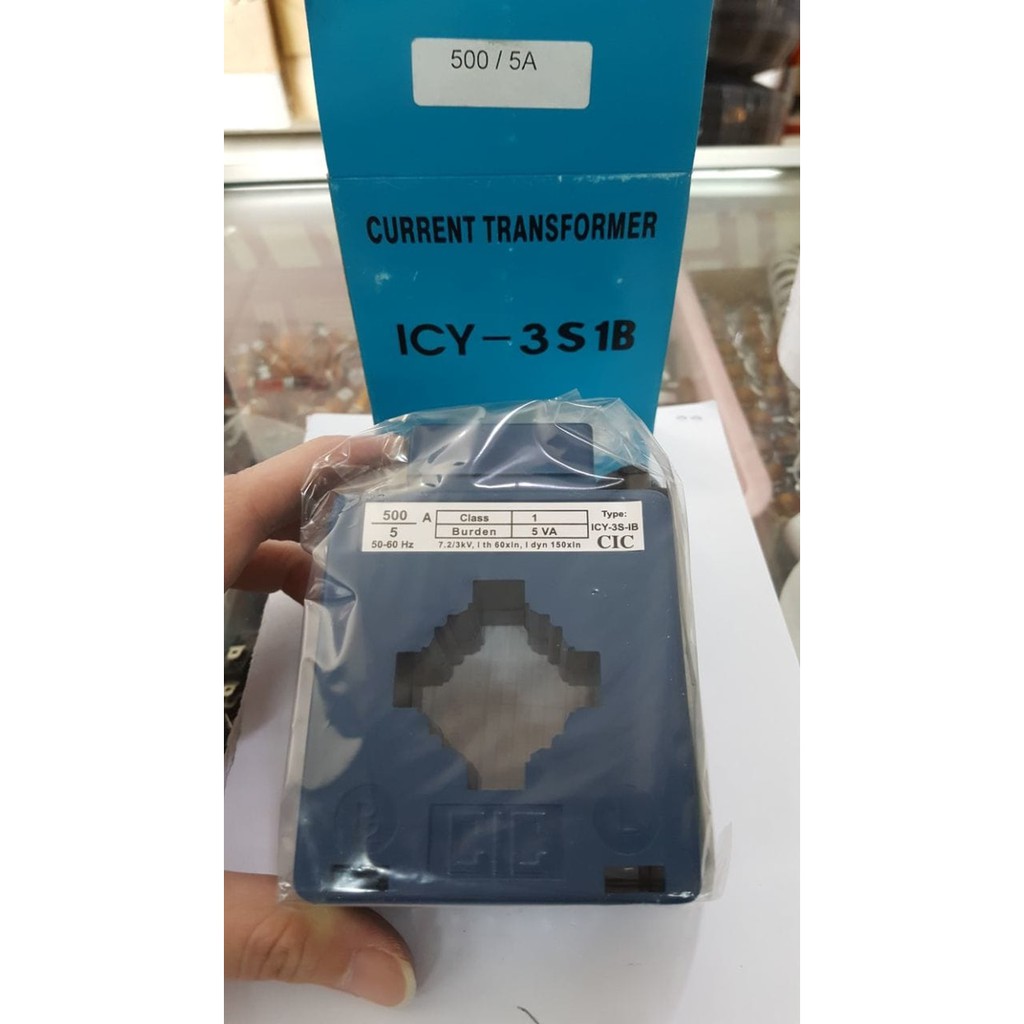 500 / 5A
CURRENT TRANSFORMER
ICY-3S1B
500
5
A
50-60 Hz
Class 1
Burden 5 VA
7.2/3kV, I th 60xIn, I dyn 150xIn
Type:
ICY-3S-IB
CIC
CIC